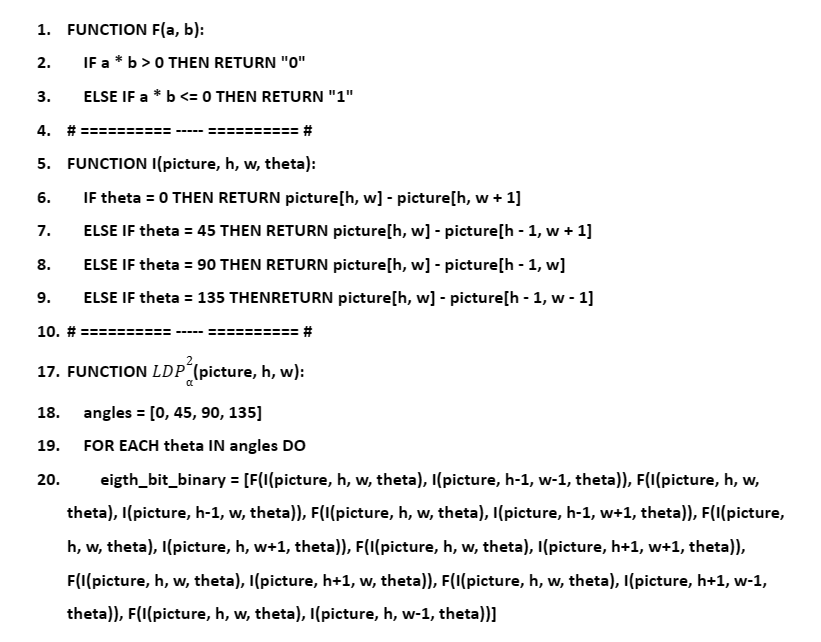 1. FUNCTION F(a, b):
2. IF a * b > 0 THEN RETURN "0"
3. ELSE IF a * b <= 0 THEN RETURN "1"
4. # ========== ----- ========== #
5. FUNCTION I(picture, h, w, theta):
6. IF theta = 0 THEN RETURN picture[h, w] - picture[h, w + 1]
7. ELSE IF theta = 45 THEN RETURN picture[h, w] - picture[h - 1, w + 1]
8. ELSE IF theta = 90 THEN RETURN picture[h, w] - picture[h - 1, w]
9. ELSE IF theta = 135 THENRETURN picture[h, w] - picture[h - 1, w - 1]
10. # ========== ----- ========== #
17. FUNCTION LDP²α(picture, h, w):
18. angles = [0, 45, 90, 135]
19. FOR EACH theta IN angles DO
20. eigth_bit_binary = [F(I(picture, h, w, theta), I(picture, h-1, w-1, theta)), F(I(picture, h, w,
theta), I(picture, h-1, w, theta)), F(I(picture, h, w, theta), I(picture, h-1, w+1, theta)), F(I(picture,
h, w, theta), I(picture, h, w+1, theta)), F(I(picture, h, w, theta), I(picture, h+1, w+1, theta)),
F(I(picture, h, w, theta), I(picture, h+1, w, theta)), F(I(picture, h, w, theta), I(picture, h+1, w-1,
theta)), F(I(picture, h, w, theta), I(picture, h, w-1, theta))]